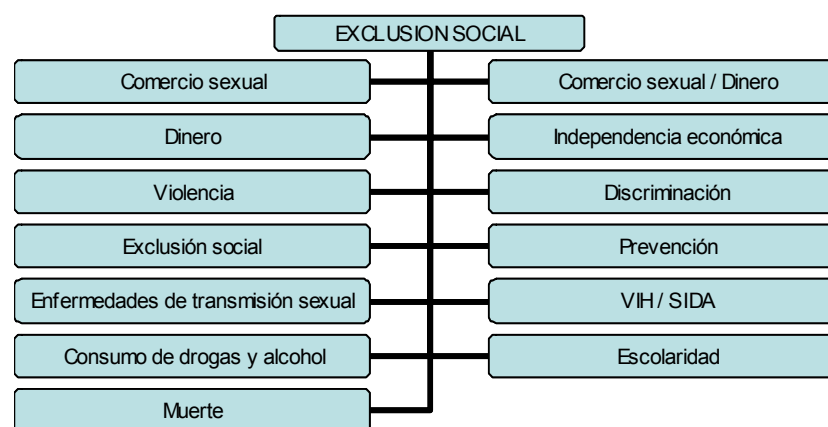 EXCLUSION SOCIAL
Comercio sexual
Comercio sexual / Dinero
Dinero
Independencia económica
Violencia
Discriminación
Exclusión social
Prevención
Enfermedades de transmisión sexual
VIH / SIDA
Consumo de drogas y alcohol
Escolaridad
Muerte